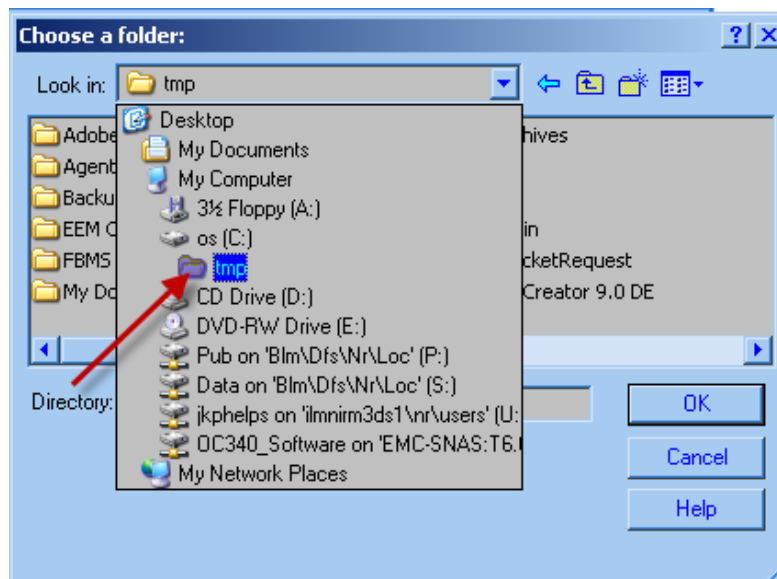 Choose a folder:
Look in: tmp
Desktop
My Documents
My Computer
3½ Floppy (A:)
os (C:)
tmp
CD Drive (D:)
DVD-RW Drive (E:)
Pub on 'Blm\Dfs\Nr\Loc' (P:)
Data on 'Blm\Dfs\Nr\Loc' (S:)
jkphelps on 'ilmnirm3ds1\nr\users' (U:
OC340_Software on 'EMC-SNAS:T6.
My Network Places
Adobe hives
Agent
Backu
EEM in
FBMS cketRequest
My Do Creator 9.0 DE
Directory:
OK
Cancel
Help